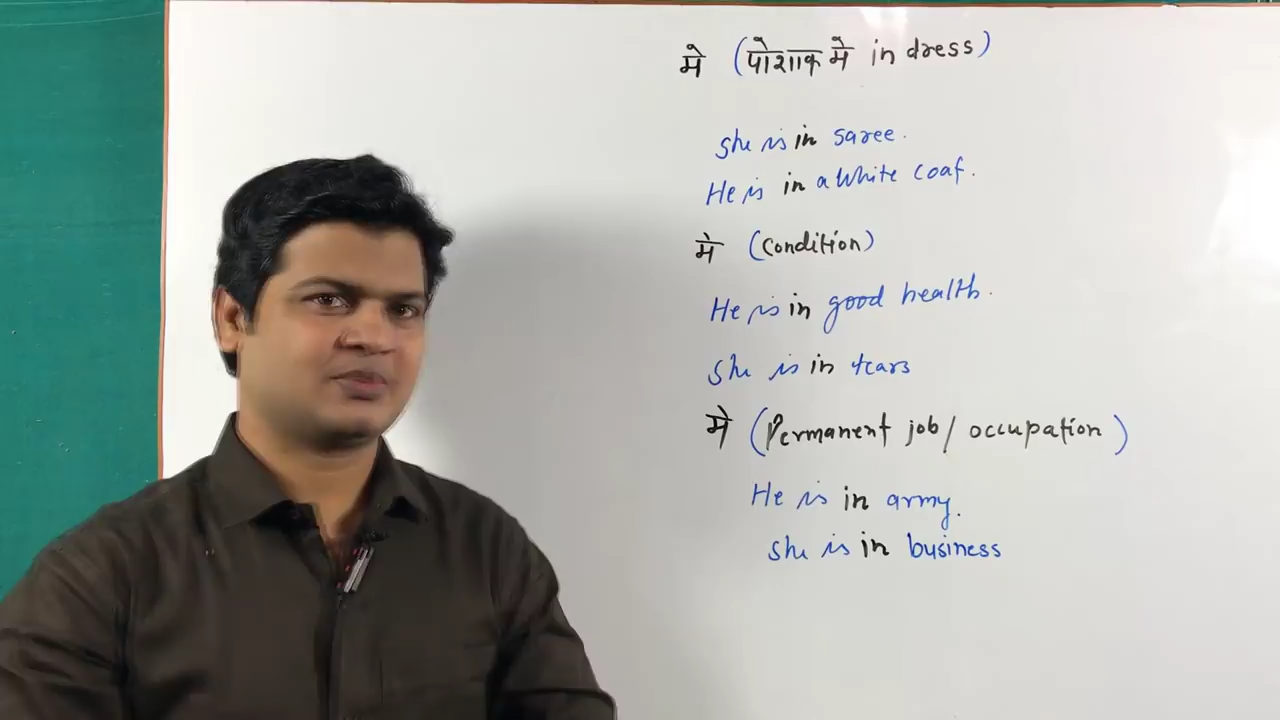 मे (पोशाक मे in dress)
she is in saree.
He is in a white coat.
मे (condition)
He is in good health.
she is in tears
मे (Permanent job / occupation)
He is in army.
she is in business